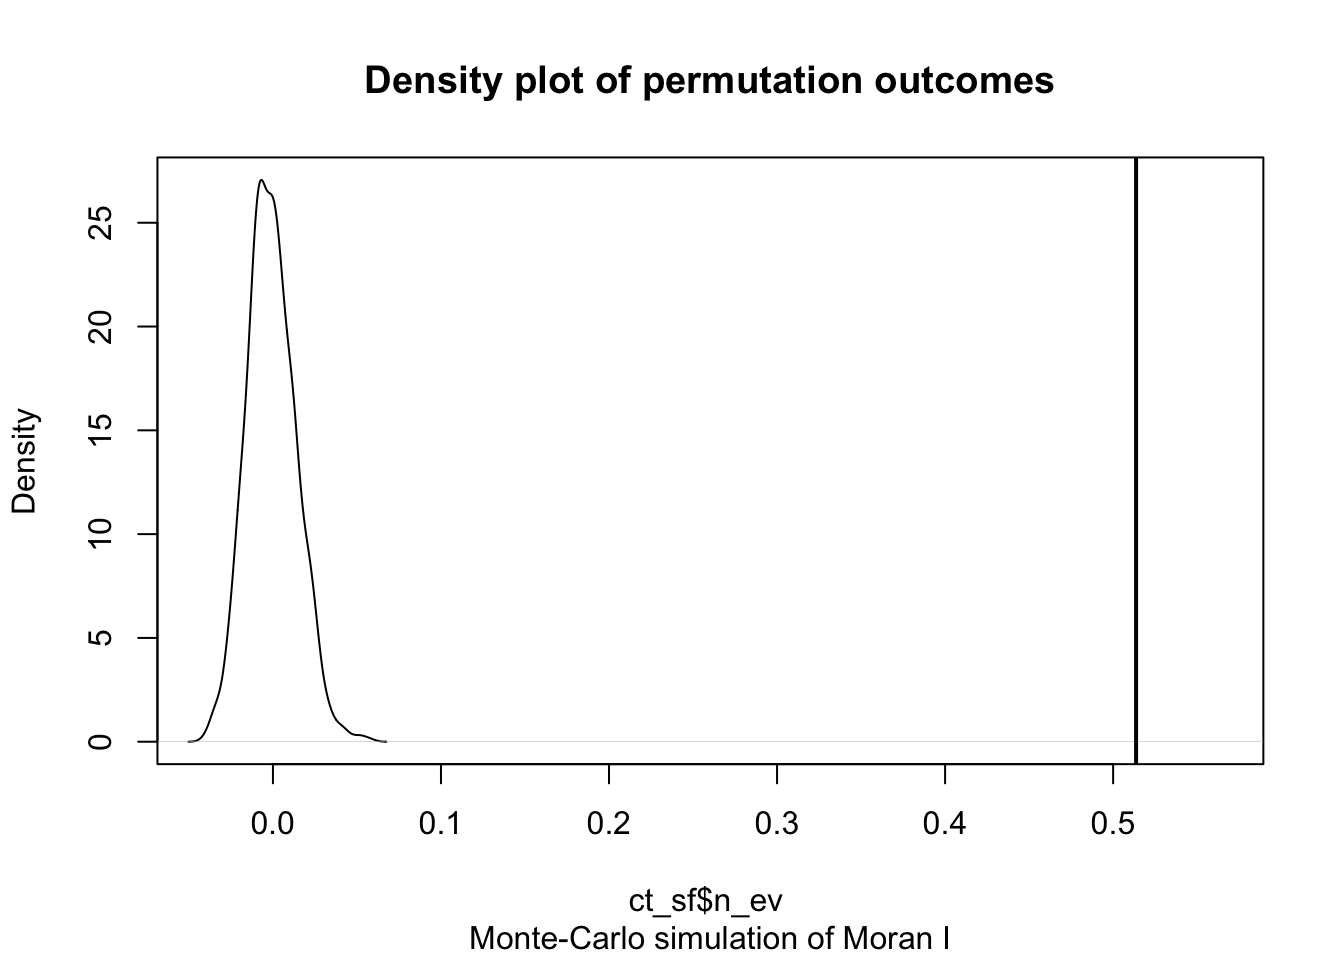 Density plot of permutation outcomes
Density
25
20
15
10
5
0
0.0 0.1 0.2 0.3 0.4 0.5
ct_sf$n_ev
Monte-Carlo simulation of Moran I